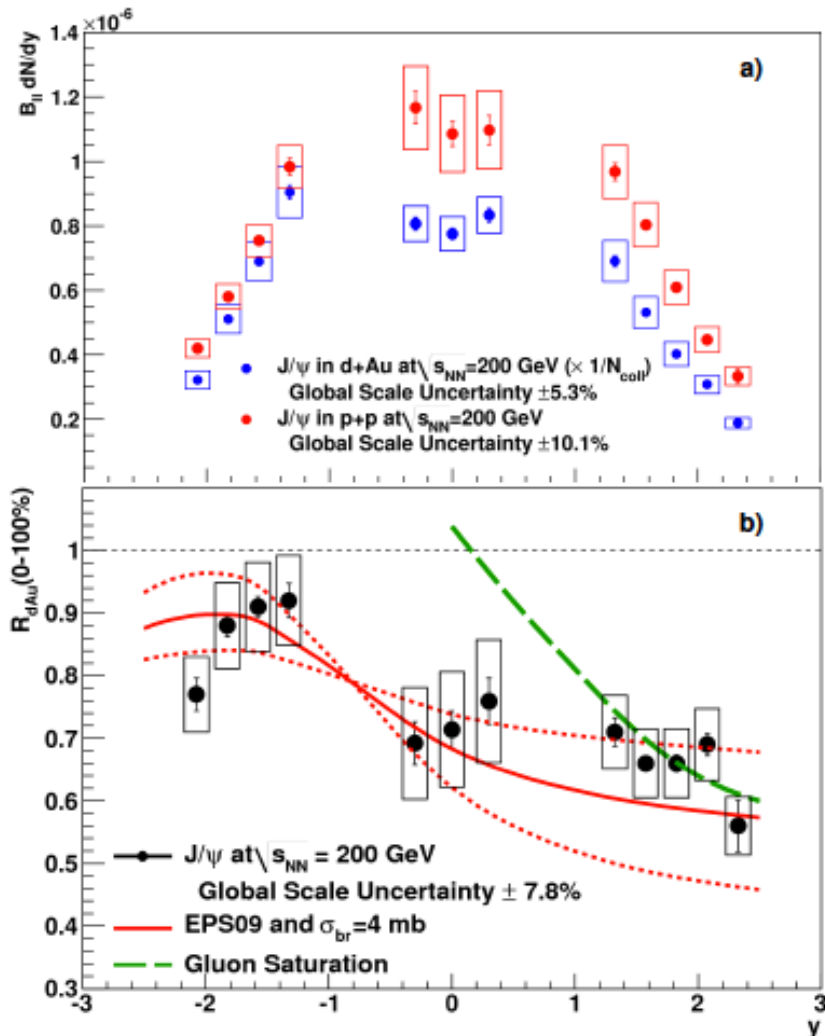 ×10⁻⁶
a)
B_ll dN/dy
1.4
1.2
1
0.8
0.6
0.4
0.2
J/ψ in d+Au at √s_NN=200 GeV (× 1/N_coll)
Global Scale Uncertainty ±5.3%
J/ψ in p+p at √s_NN=200 GeV
Global Scale Uncertainty ±10.1%
b)
R_dAu(0-100%)
1
0.9
0.8
0.7
0.6
0.5
0.4
0.3
J/ψ at √s_NN = 200 GeV
Global Scale Uncertainty ± 7.8%
EPS09 and σ_br=4 mb
Gluon Saturation
-3 -2 -1 0 1 2 3
y